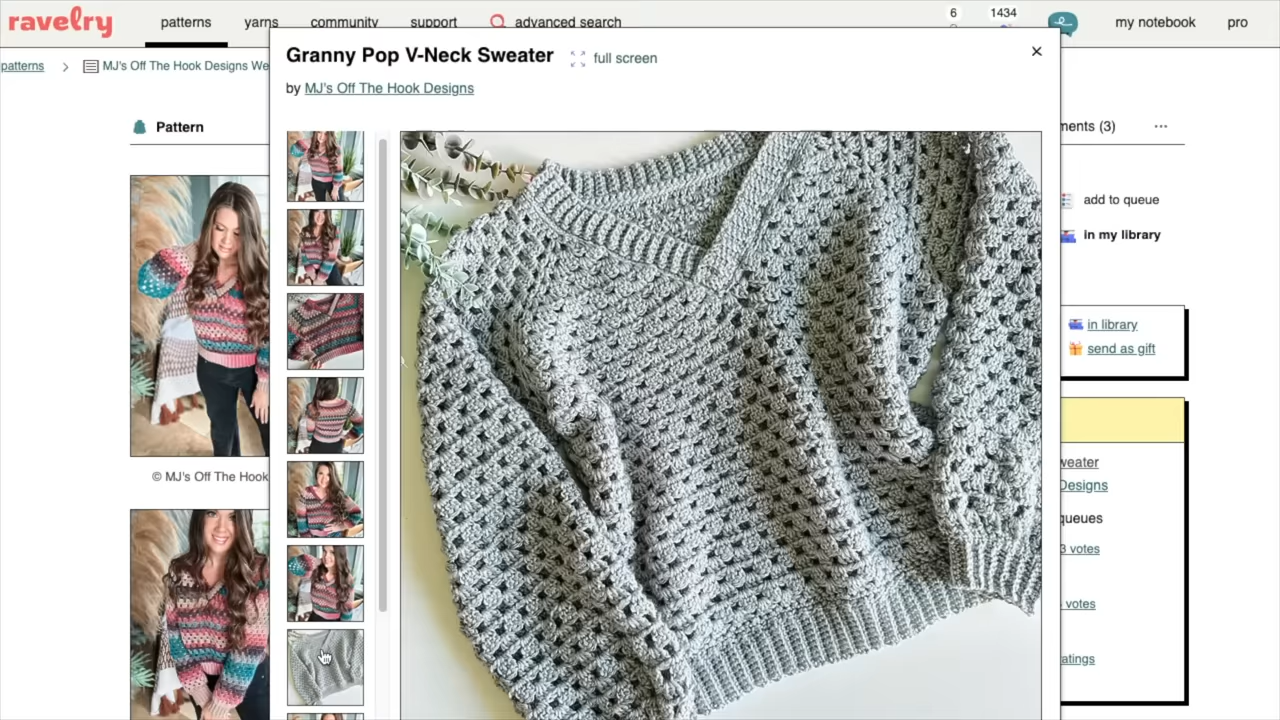 ravelry
patterns
yarns
community
support
advanced search
6
1434
my notebook
pro
patterns
MJ's Off The Hook Designs We
Granny Pop V-Neck Sweater
full screen
by MJ's Off The Hook Designs
Pattern
ments (3)
add to queue
in my library
in library
send as gift
© MJ's Off The Hook
weater
Designs
queues
3 votes
votes
atings